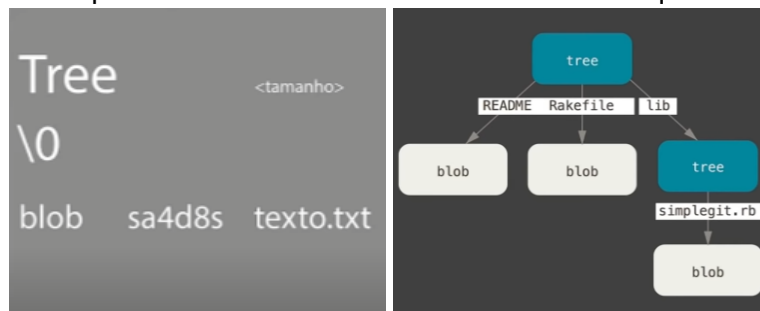 Tree <tamanho>
\0
blob sa4d8s texto.txt
tree
README Rakefile lib
blob blob tree
simplegit.rb
blob